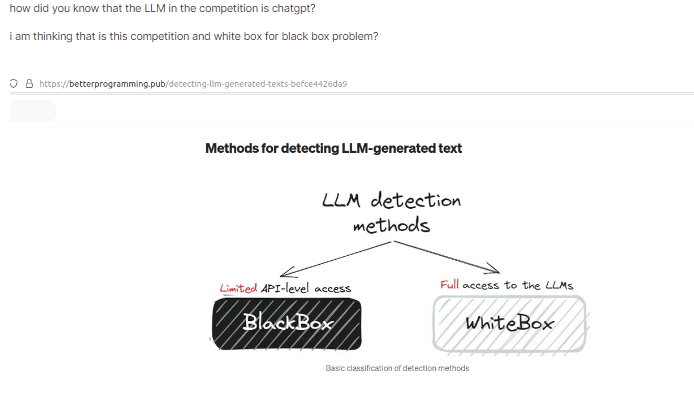 how did you know that the LLM in the competition is chatgpt?
i am thinking that is this competition and white box for black box problem?
https://betterprogramming.pub/detecting-llm-generated-texts-befce4426da9
Methods for detecting LLM-generated text
LLM detection
methods
Limited API-level access
Full access to the LLMs
BlackBox
WhiteBox
Basic classification of detection methods